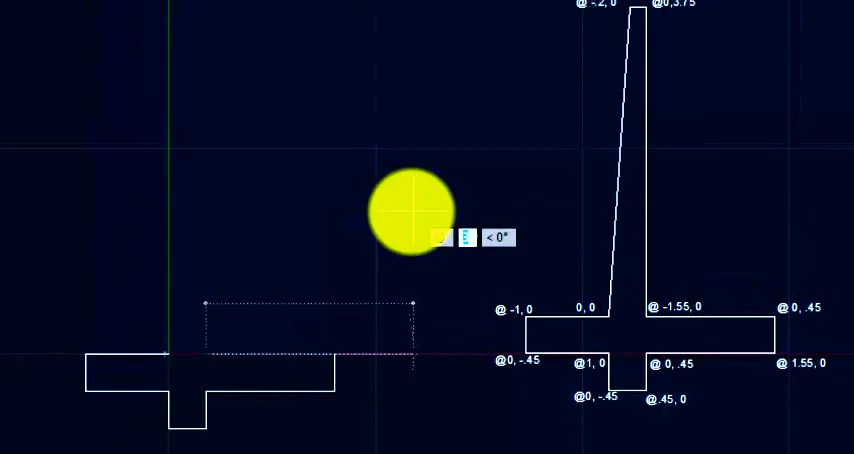 @ -.2, 0
@0,3.75
3 < 0°
@ -1, 0
0, 0
@ -1.55, 0
@ 0, .45
@0, -.45
@1, 0
@ 0, .45
@ 1.55, 0
@0, -.45
@.45, 0